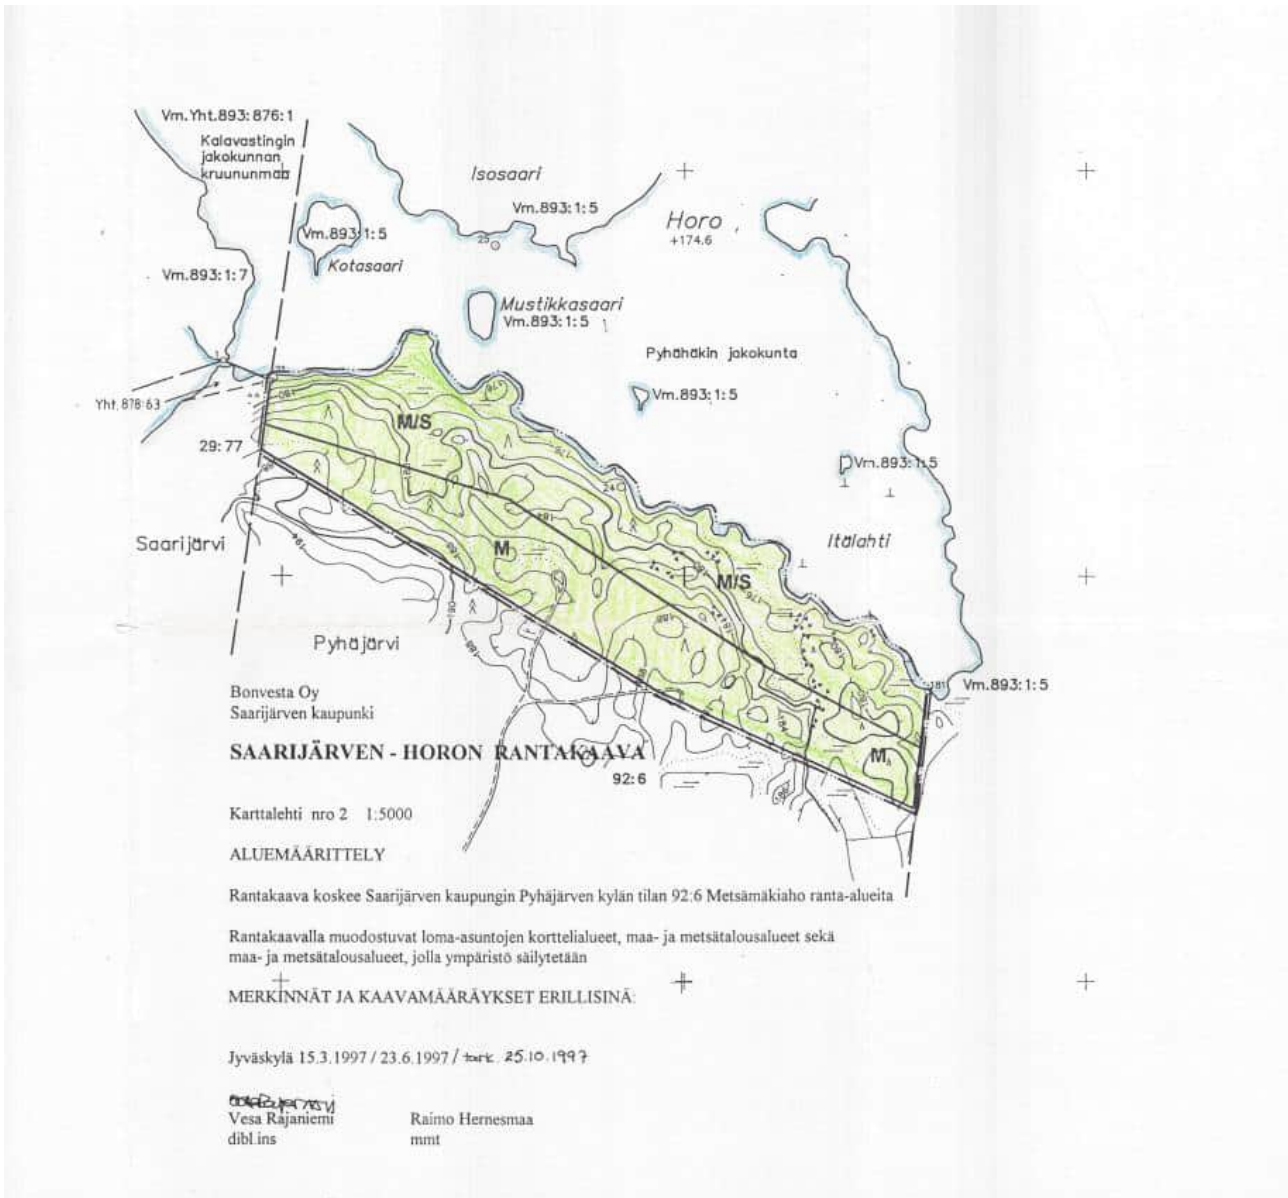 Vm.Yht.893:876:1
Kalavastingin
jakokunnan
kruununmaa
Isosaari
Vm.893:1:5
Horo
+174.6
Vm.893:1:5
Kotasaari
25
Vm.893:1:7
Mustikkasaari
Vm.893:1:5
Pyhähäkin jakokunta
Vm.893:1:5
Yht.878:63
M/S
29:77
Vm.893:1:5
24
Saarijärvi
M
Itälahti
M/S
Pyhäjärvi
181
Vm.893:1:5
M
92:6
Bonvesta Oy
Saarijärven kaupunki
SAARIJÄRVEN - HORON RANTAKAAVA
Karttalehti nro 2 1:5000
ALUEMÄÄRITTELY
Rantakaava koskee Saarijärven kaupungin Pyhäjärven kylän tilan 92:6 Metsämäkiaho ranta-alueita
Rantakaavalla muodostuvat loma-asuntojen korttelialueet, maa- ja metsätalousalueet sekä
maa- ja metsätalousalueet, jolla ympäristö säilytetään
MERKINNÄT JA KAAVAMÄÄRÄYKSET ERILLISINÄ:
Jyväskylä 15.3.1997 / 23.6.1997 / tark. 25.10.1997
Vesa Rajaniemi Raimo Hernesmaa
dibl.ins mmt